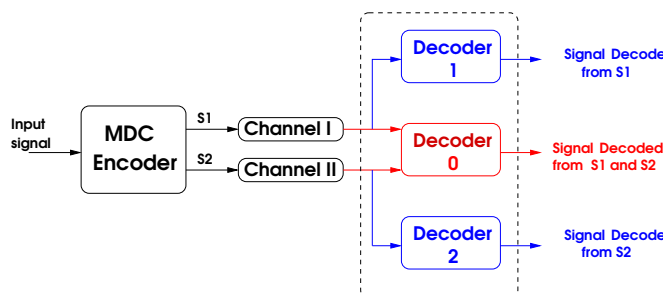 Input
signal
MDC
Encoder
S1
S2
Channel I
Channel II
Decoder
1
Decoder
0
Decoder
2
Signal Decode
from S1
Signal Decoded
from S1 and S2
Signal Decode
from S2